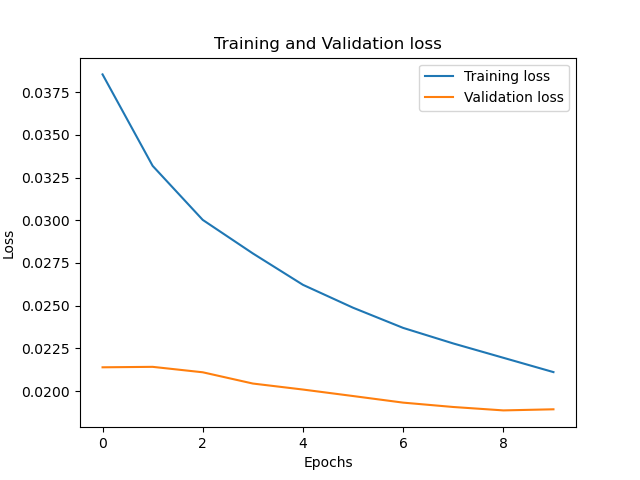 Training and Validation loss
Training loss
Validation loss
0.0375
0.0350
0.0325
0.0300
0.0275
0.0250
0.0225
0.0200
Loss
0 2 4 6 8
Epochs